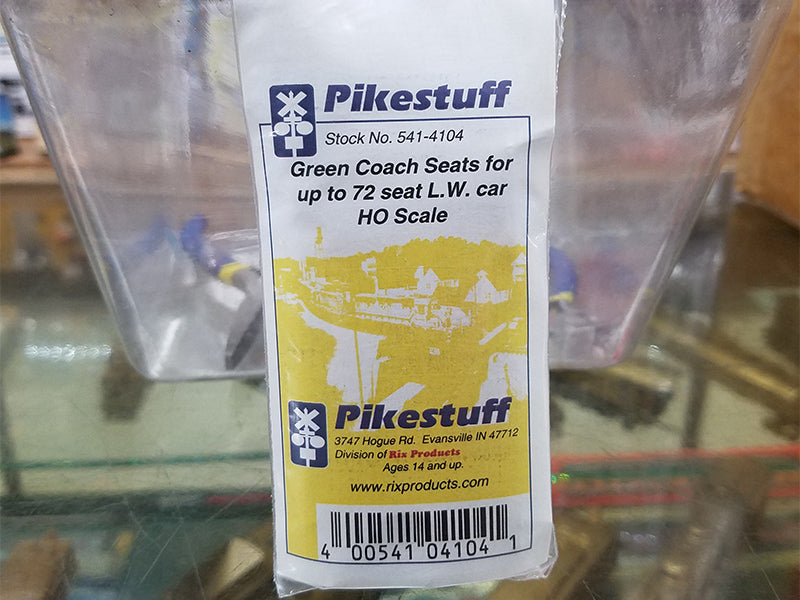 Pikestuff
Stock No. 541-4104
Green Coach Seats for
up to 72 seat L.W. car
HO Scale
Pikestuff
3747 Hogue Rd. Evansville IN 47712
Division of Rix Products
Ages 14 and up.
www.rixproducts.com
4 00541 04104 1